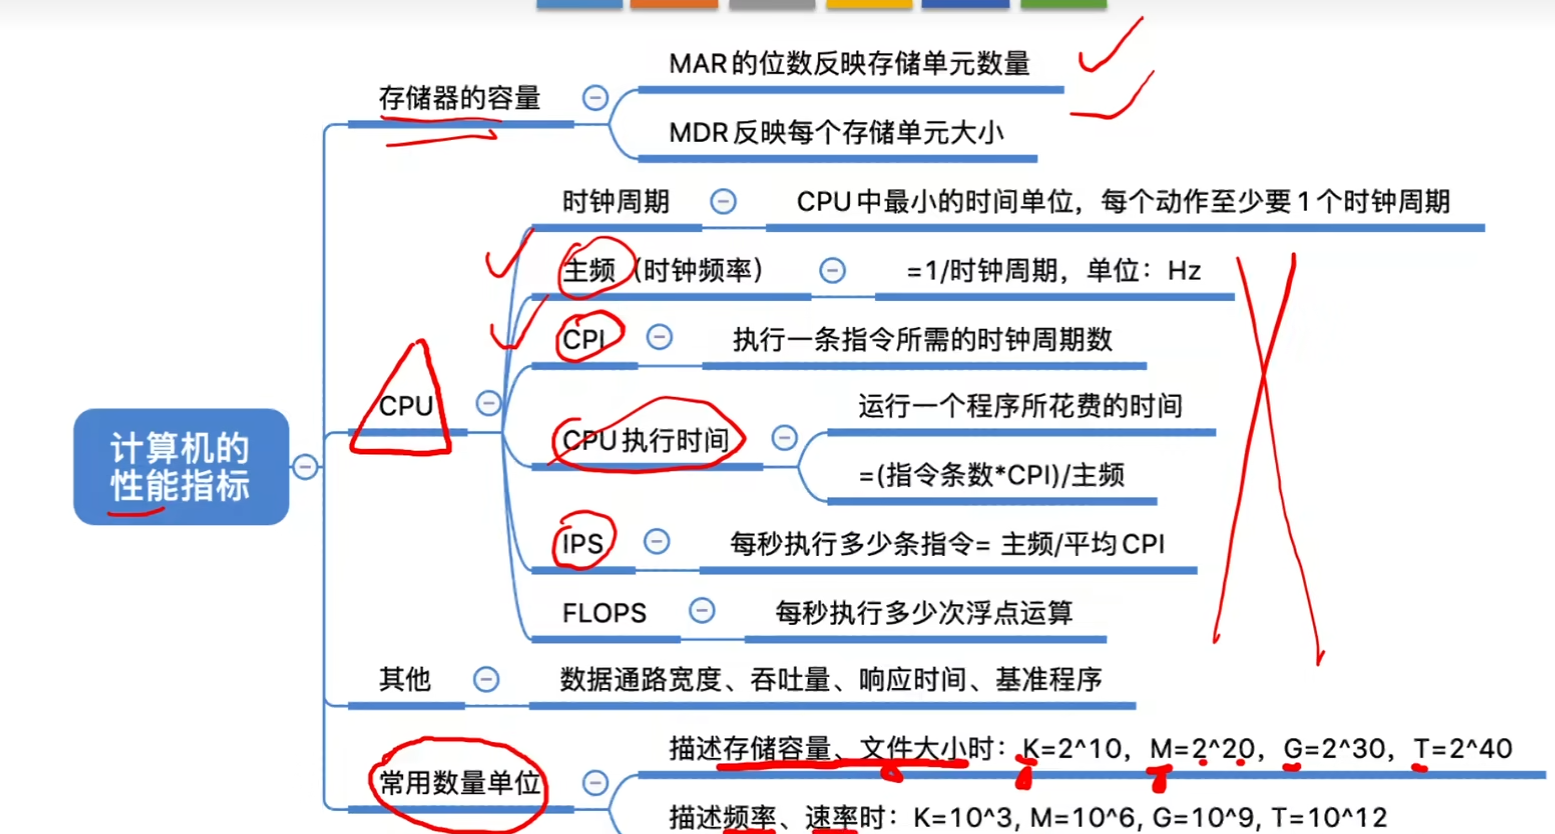 存储器的容量
MAR的位数反映存储单元数量
MDR反映每个存储单元大小
计算机的
性能指标
CPU
时钟周期
CPU中最小的时间单位，每个动作至少要1个时钟周期
主频（时钟频率）
=1/时钟周期，单位：Hz
CPI
执行一条指令所需的时钟周期数
CPU执行时间
运行一个程序所花费的时间
=(指令条数*CPI)/主频
IPS
每秒执行多少条指令= 主频/平均CPI
FLOPS
每秒执行多少次浮点运算
其他
数据通路宽度、吞吐量、响应时间、基准程序
常用数量单位
描述存储容量、文件大小时：K=2^10，M=2^20，G=2^30，T=2^40
描述频率、速率时：K=10^3, M=10^6, G=10^9, T=10^12